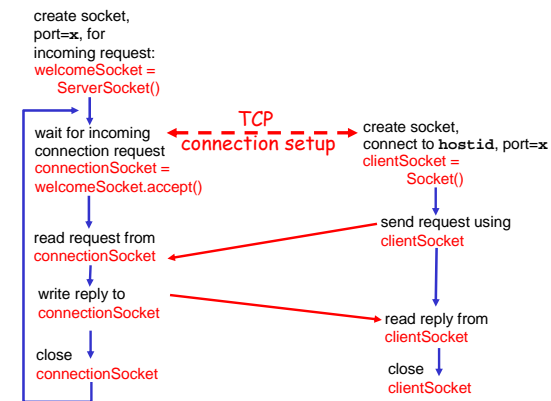 create socket,
port=x, for
incoming request:
welcomeSocket =
ServerSocket()
wait for incoming
connection request
connectionSocket =
welcomeSocket.accept()
read request from
connectionSocket
write reply to
connectionSocket
close
connectionSocket
TCP
connection setup
create socket,
connect to hostid, port=x
clientSocket =
Socket()
send request using
clientSocket
read reply from
clientSocket
close
clientSocket